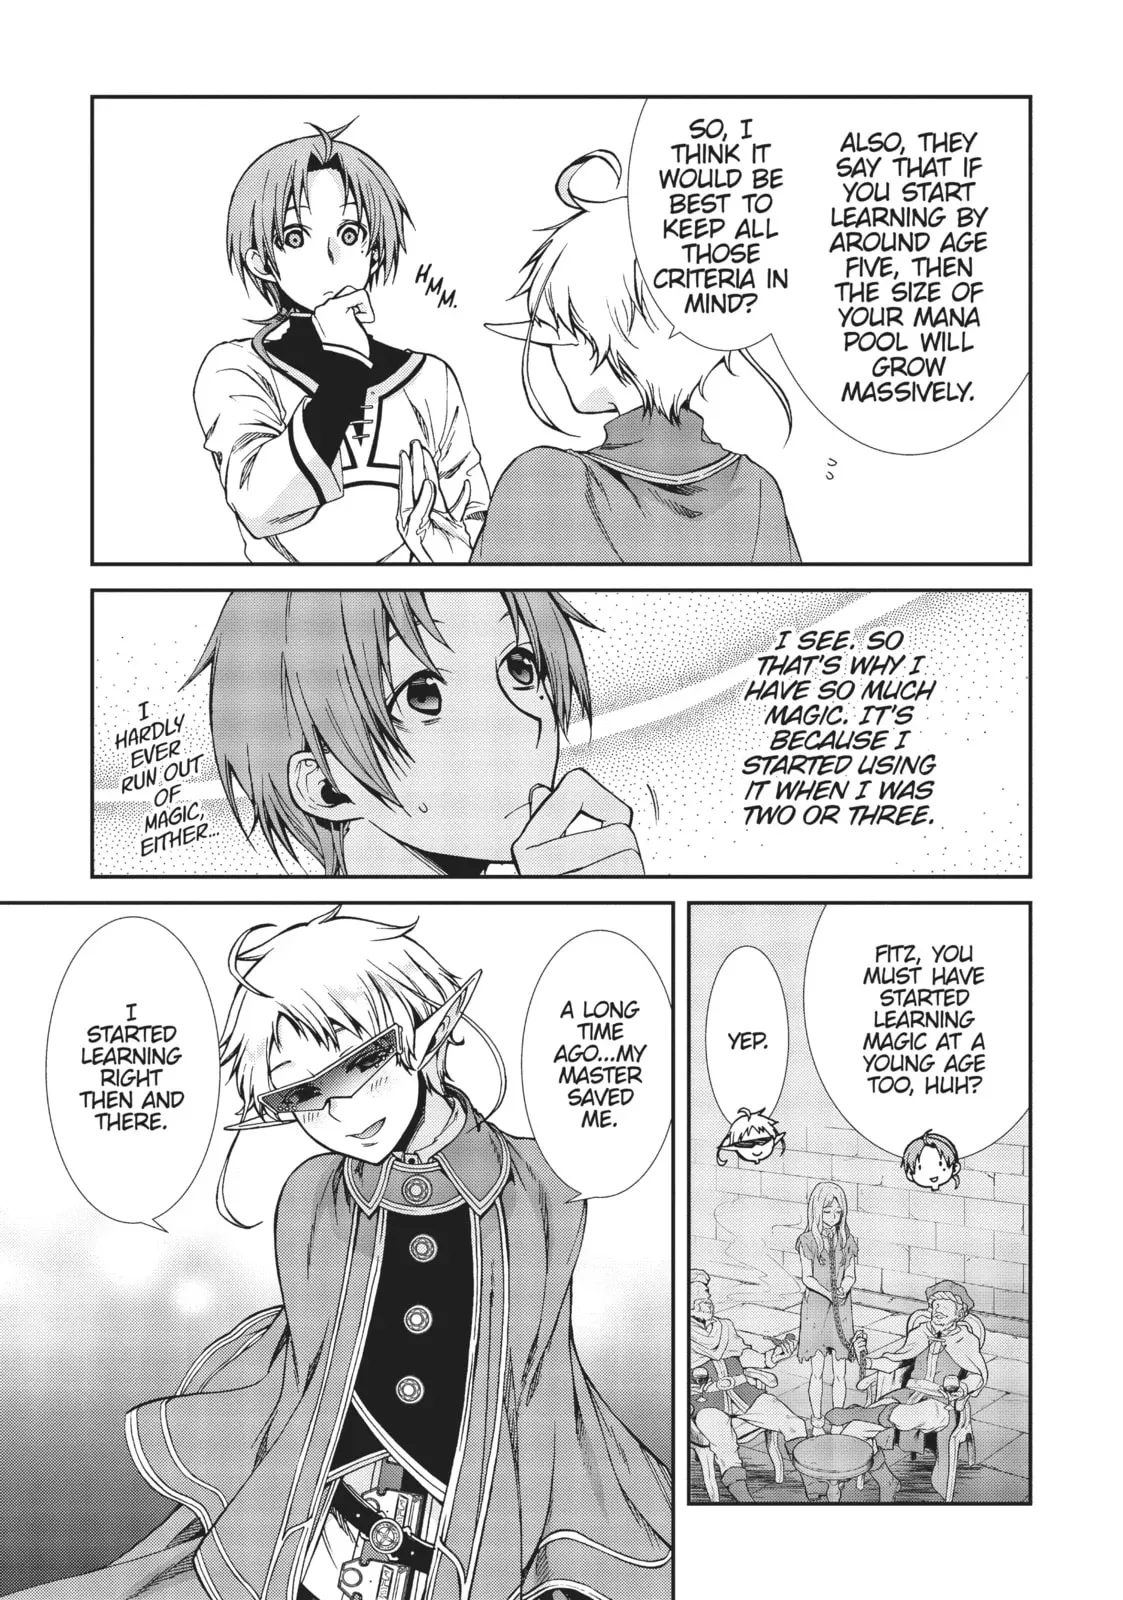 ALSO, THEY
SAY THAT IF
YOU START
LEARNING BY
AROUND AGE
FIVE, THEN
THE SIZE OF
YOUR MANA
POOL WILL
GROW
MASSIVELY.
SO, I
THINK IT
WOULD BE
BEST TO
KEEP ALL
THOSE
CRITERIA IN
MIND?
HMM.
I SEE. SO
THAT'S WHY I
HAVE SO MUCH
MAGIC. IT'S
BECAUSE I
STARTED USING
IT WHEN I WAS
TWO OR THREE.
I
HARDLY
EVER
RUN OUT
OF
MAGIC,
EITHER...
FITZ, YOU
MUST HAVE
STARTED
LEARNING
MAGIC AT A
YOUNG AGE
TOO, HUH?
YEP.
A LONG
TIME
AGO...MY
MASTER
SAVED
ME.
I
STARTED
LEARNING
RIGHT
THEN AND
THERE.